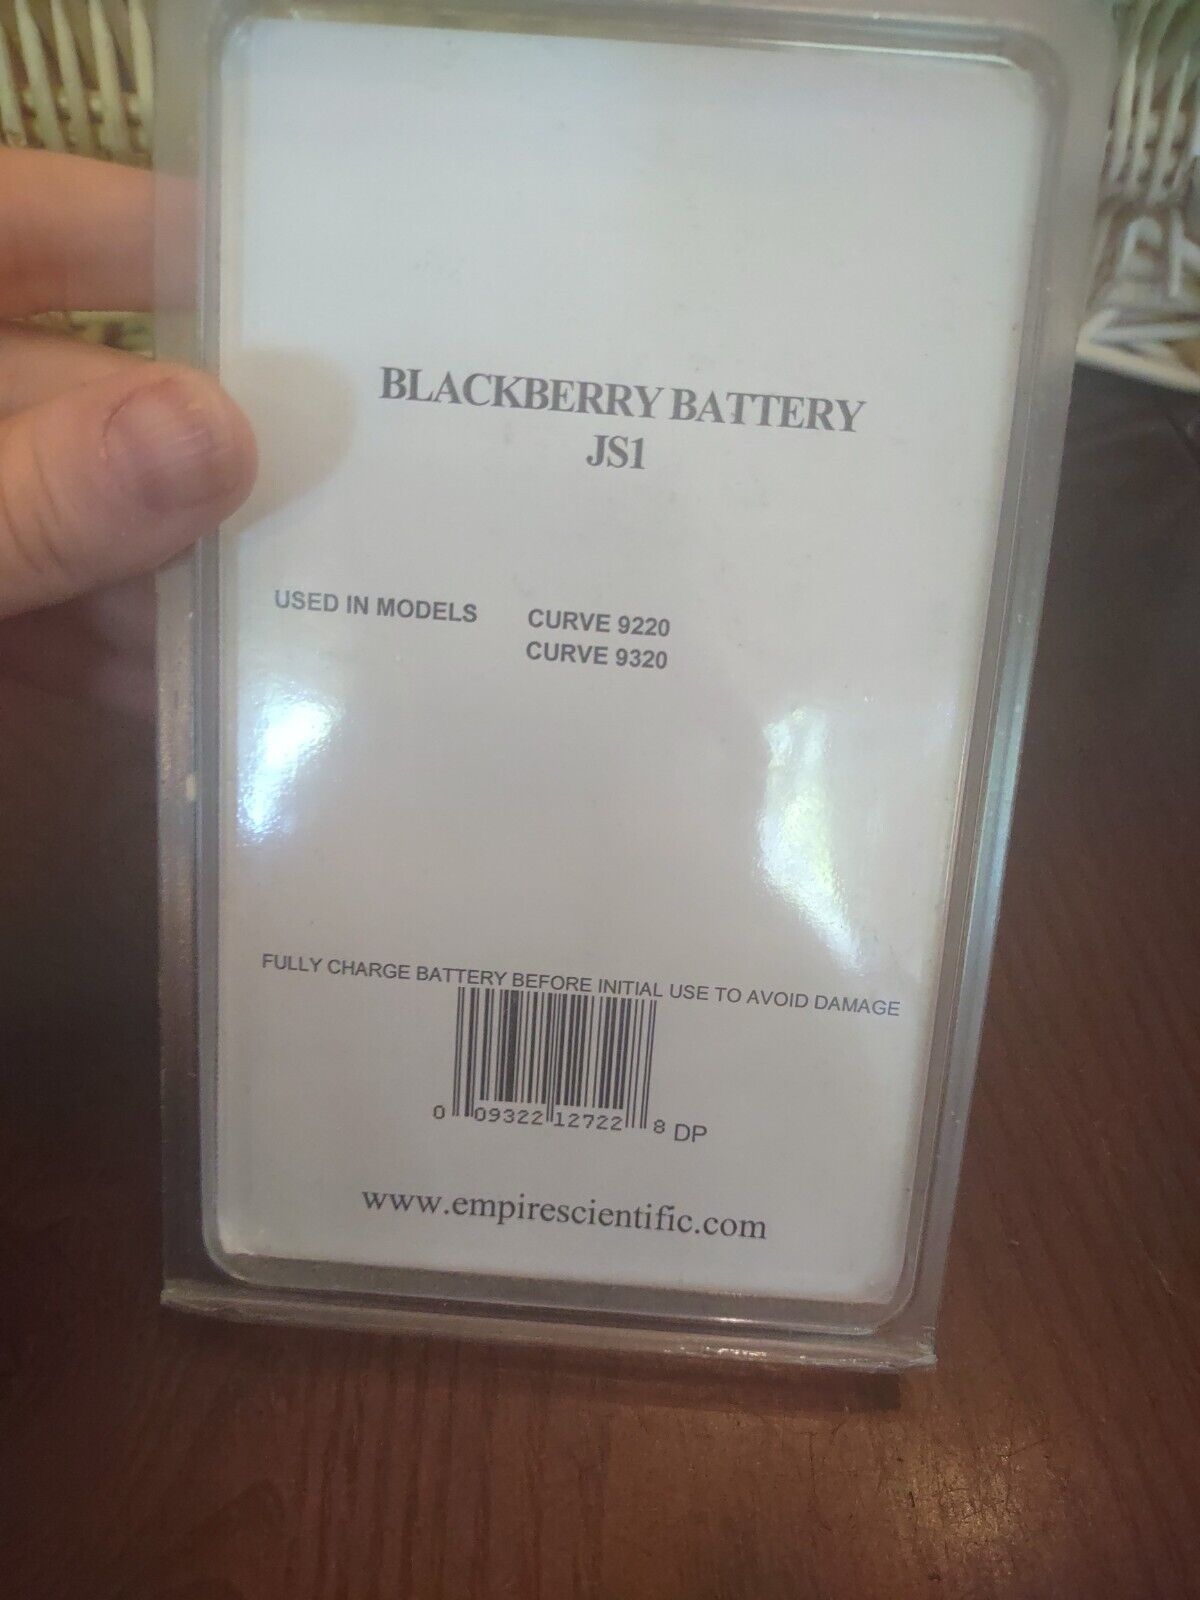 BLACKBERRY BATTERY
JS1
USED IN MODELS CURVE 9220
CURVE 9320
FULLY CHARGE BATTERY BEFORE INITIAL USE TO AVOID DAMAGE
0 09322 12722 8 DP
www.empirescientific.com